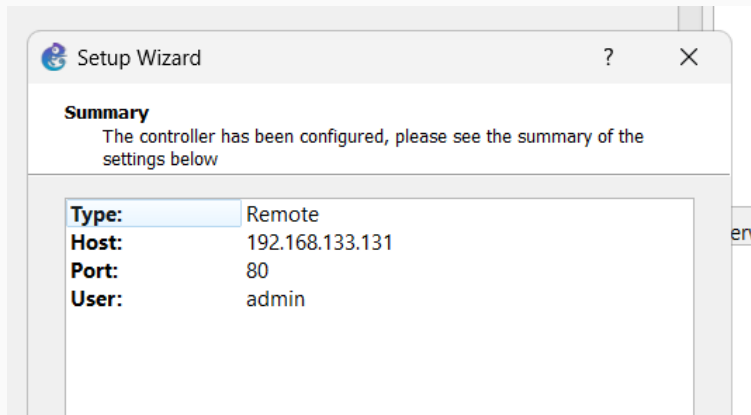 Setup Wizard
?
Summary
The controller has been configured, please see the summary of the
settings below
Type: Remote
Host: 192.168.133.131
Port: 80
User: admin